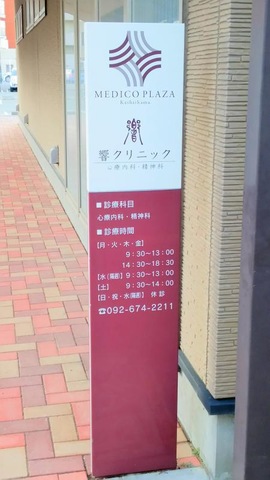 MEDICO PLAZA
響クリニック
心療内科・精神科
■診療科目
心療内科・精神科
■診療時間
[月・火・木・金]
9:30~13:00
14:30~18:30
[水(隔週)] 9:30~13:00
[土] 9:30~14:00
[日・祝・水(隔週)] 休診
092-674-2211